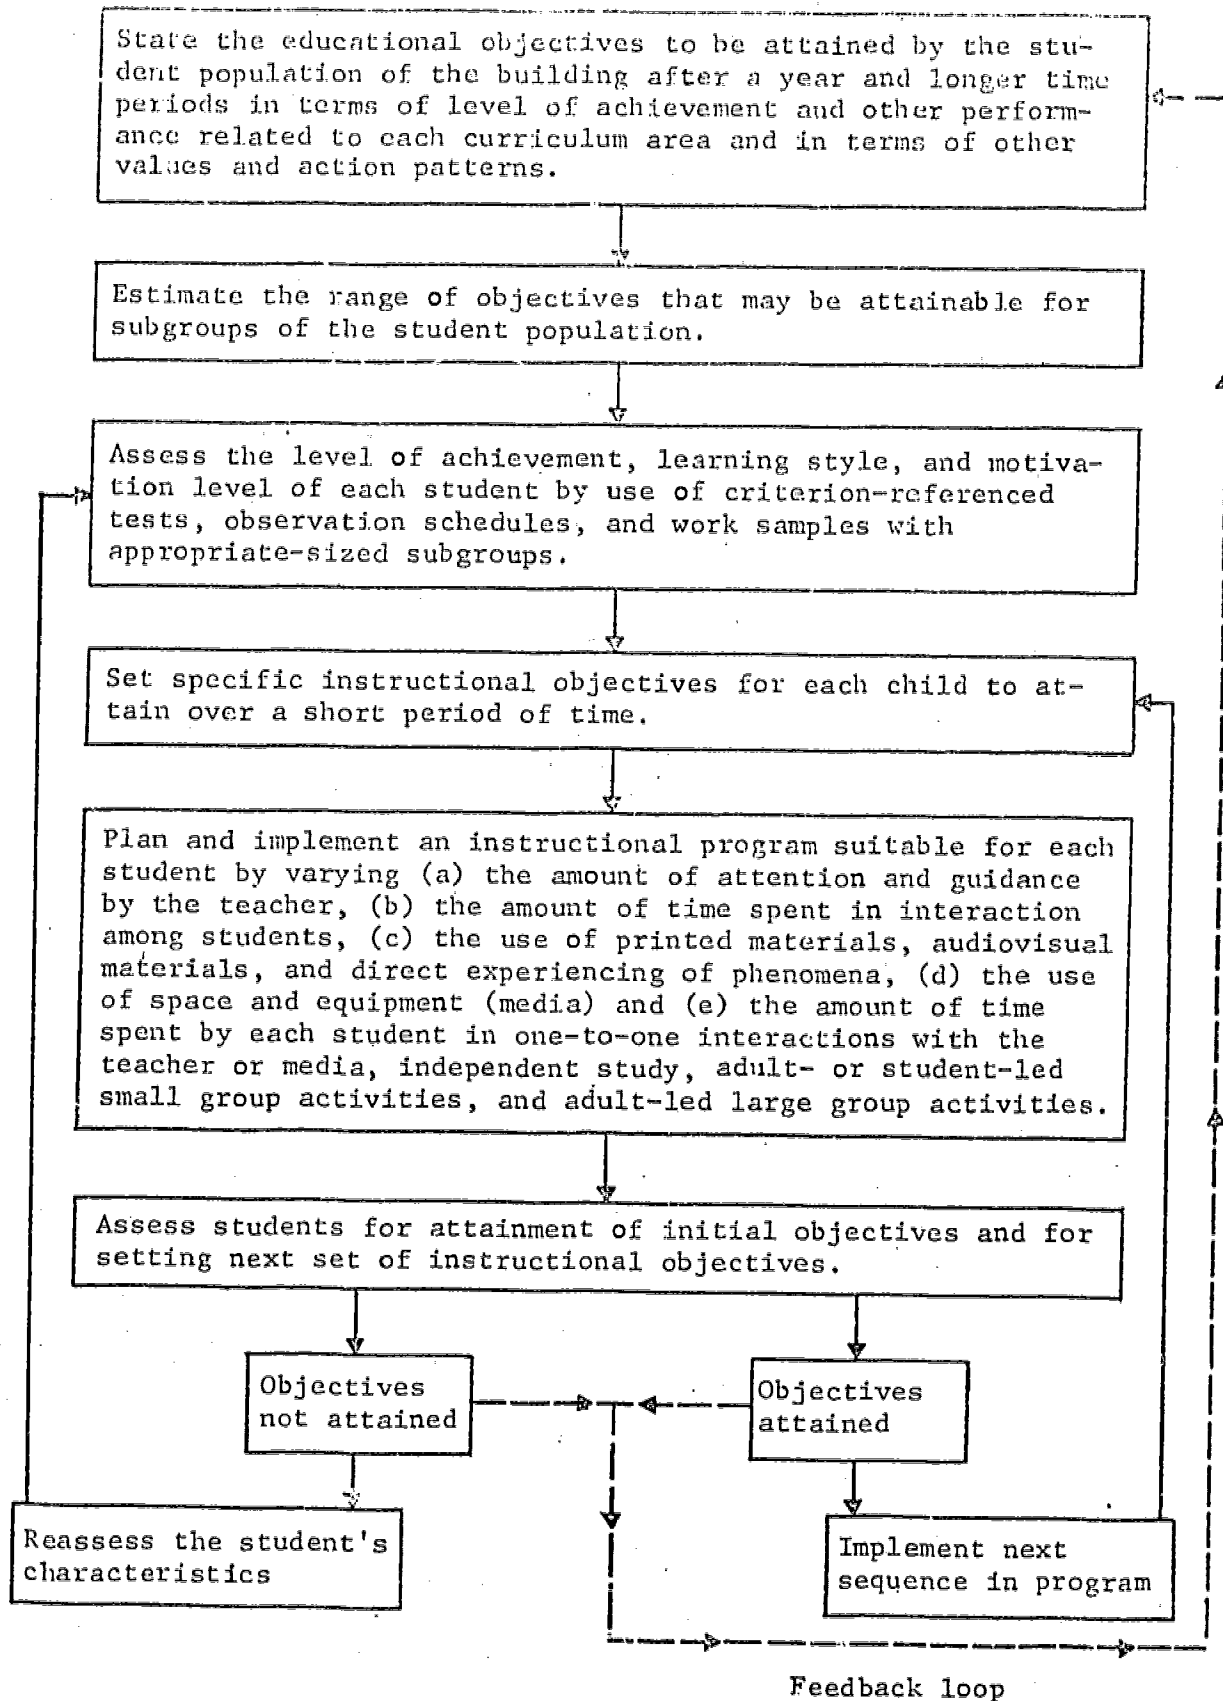 State the educational objectives to be attained by the stu-
dent population of the building after a year and longer time
periods in terms of level of achievement and other perform-
ance related to each curriculum area and in terms of other
values and action patterns.
Estimate the range of objectives that may be attainable for
subgroups of the student population.
Assess the level of achievement, learning style, and motiva-
tion level of each student by use of criterion-referenced
tests, observation schedules, and work samples with
appropriate-sized subgroups.
Set specific instructional objectives for each child to at-
tain over a short period of time.
Plan and implement an instructional program suitable for each
student by varying (a) the amount of attention and guidance
by the teacher, (b) the amount of time spent in interaction
among students, (c) the use of printed materials, audiovisual
materials, and direct experiencing of phenomena, (d) the use
of space and equipment (media) and (e) the amount of time
spent by each student in one-to-one interactions with the
teacher or media, independent study, adult- or student-led
small group activities, and adult-led large group activities.
Assess students for attainment of initial objectives and for
setting next set of instructional objectives.
Objectives
not attained
Objectives
attained
Reassess the student's
characteristics
Implement next
sequence in program
Feedback loop